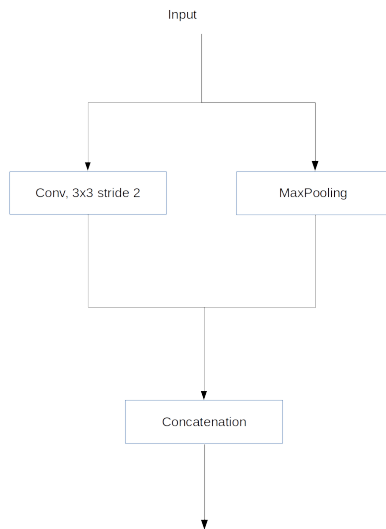 Input
Conv, 3x3 stride 2
MaxPooling
Concatenation